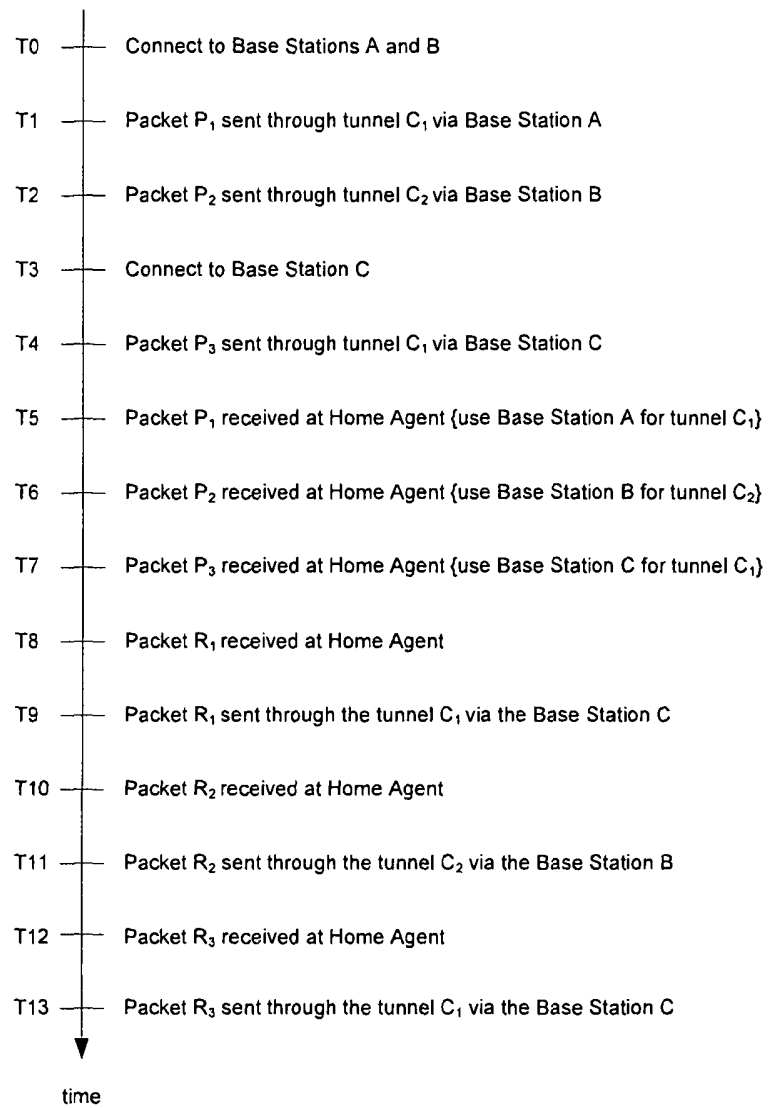 T0 Connect to Base Stations A and B
T1 Packet P₁ sent through tunnel C₁ via Base Station A
T2 Packet P₂ sent through tunnel C₂ via Base Station B
T3 Connect to Base Station C
T4 Packet P₃ sent through tunnel C₁ via Base Station C
T5 Packet P₁ received at Home Agent {use Base Station A for tunnel C₁}
T6 Packet P₂ received at Home Agent {use Base Station B for tunnel C₂}
T7 Packet P₃ received at Home Agent {use Base Station C for tunnel C₁}
T8 Packet R₁ received at Home Agent
T9 Packet R₁ sent through the tunnel C₁ via the Base Station C
T10 Packet R₂ received at Home Agent
T11 Packet R₂ sent through the tunnel C₂ via the Base Station B
T12 Packet R₃ received at Home Agent
T13 Packet R₃ sent through the tunnel C₁ via the Base Station C
time